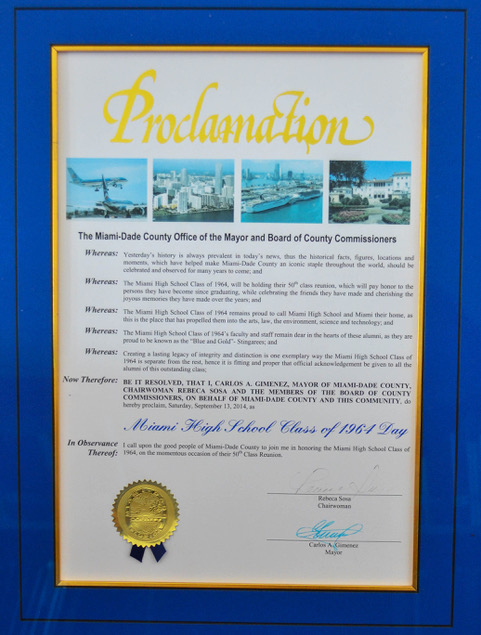 Proclamation
The Miami-Dade County Office of the Mayor and Board of County Commissioners
Whereas: Yesterday's history is always prevalent in today's news, thus the historical facts, figures, locations and
moments, which have helped make Miami-Dade County an iconic staple throughout the world, should be
celebrated and observed for many years to come; and
Whereas: The Miami High School Class of 1964, will be holding their 50th class reunion, which will pay honor to the
persons they have become since graduating, while celebrating the friends they have made and cherishing the
joyous memories they have made over the years; and
Whereas: The Miami High School Class of 1964 remains proud to call Miami High School and Miami their home, as
this is the place that has propelled them into the arts, law, the environment, science and technology; and
Whereas: The Miami High School Class of 1964's faculty and staff remain dear in the hearts of these alumni, as they are
proud to be known as the "Blue and Gold"- Stingarees; and
Whereas: Creating a lasting legacy of integrity and distinction is one exemplary way the Miami High School Class of
1964 is separate from the rest, hence it is fitting and proper that official acknowledgement be given to all the
alumni of this outstanding class;
Now Therefore: BE IT RESOLVED, THAT I, CARLOS A. GIMENEZ, MAYOR OF MIAMI-DADE COUNTY,
CHAIRWOMAN REBECA SOSA AND THE MEMBERS OF THE BOARD OF COUNTY
COMMISSIONERS, ON BEHALF OF MIAMI-DADE COUNTY AND THIS COMMUNITY, do
hereby proclaim, Saturday, September 13, 2014, as
Miami High School Class of 1964 Day
In Observance Thereof: I call upon the good people of Miami-Dade County to join me in honoring the Miami High School Class of
1964, on the momentous occasion of their 50th Class Reunion.
Rebeca Sosa
Chairwoman
Carlos A. Gimenez
Mayor